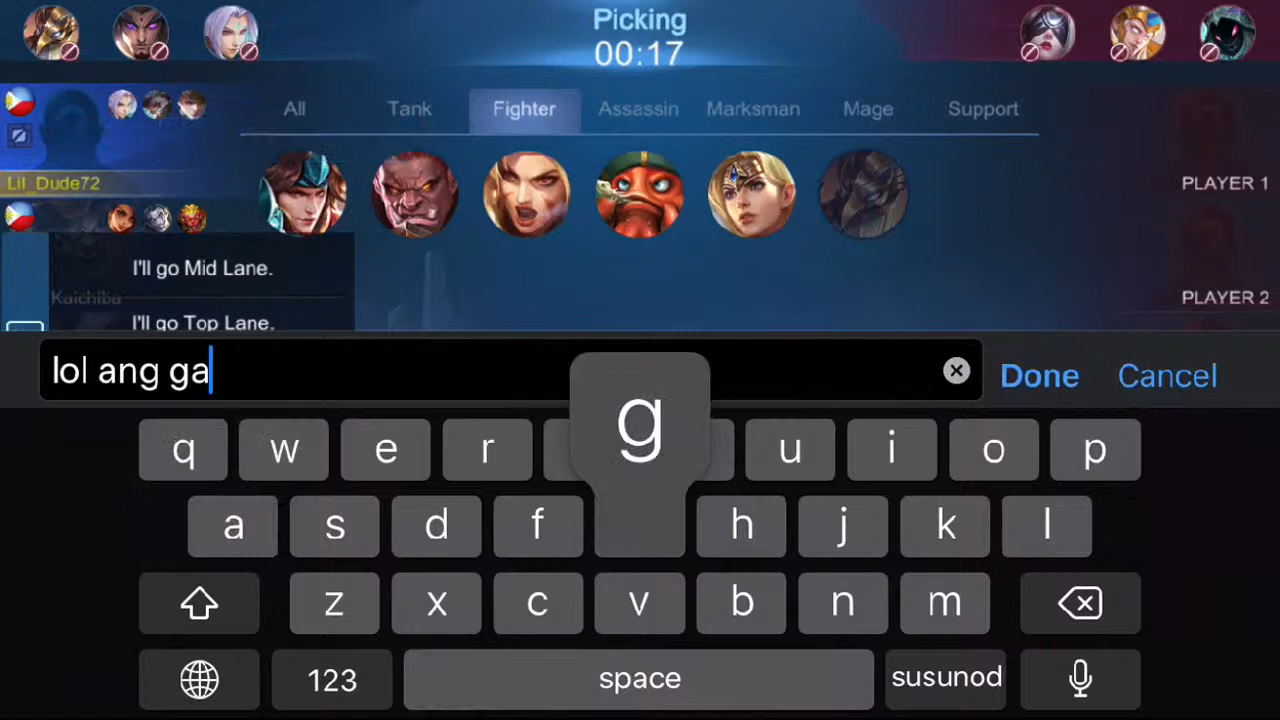 Picking
00:17
All
Tank
Fighter
Assassin
Marksman
Mage
Support
Lil_Dude72
PLAYER 1
I'll go Mid Lane.
Kaichiba
PLAYER 2
I'll go Top Lane.
lol ang ga
Done
Cancel
g
q w e r u i o p
a s d f h j k l
z x c v b n m
123
space
susunod